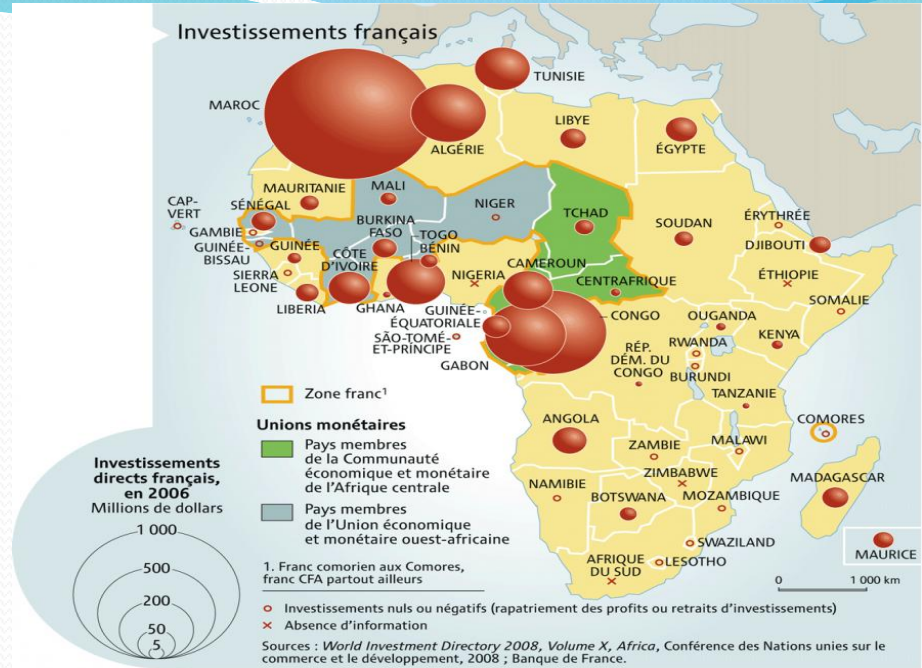 Investissements français
TUNISIE
MAROC
ALGÉRIE
LIBYE
ÉGYPTE
CAP-
VERT
MAURITANIE
MALI
NIGER
TCHAD
SOUDAN
ÉRYTHRÉE
SÉNÉGAL
GAMBIE
GUINÉE-
BISSAU
GUINÉE
BURKINA
FASO
TOGO
BÉNIN
DJIBOUTI
CÔTE
D'IVOIRE
SIERRA
LEONE
NIGERIA
CAMEROUN
CENTRAFRIQUE
ÉTHIOPIE
SOMALIE
LIBERIA
GHANA
GUINÉE-
ÉQUATORIALE
SÃO-TOMÉ-
ET-PRÍNCIPE
GABON
CONGO
OUGANDA
KENYA
RÉP.
DÉM. DU
CONGO
RWANDA
BURUNDI
TANZANIE
COMORES
ANGOLA
ZAMBIE
MALAWI
ZIMBABWE
MOZAMBIQUE
MADAGASCAR
NAMIBIE
BOTSWANA
SWAZILAND
LESOTHO
AFRIQUE
DU SUD
MAURICE
0 1 000 km
Zone franc¹
Unions monétaires
Pays membres
de la Communauté
économique et monétaire
de l'Afrique centrale
Pays membres
de l'Union économique
et monétaire ouest-africaine
1. Franc comorien aux Comores,
franc CFA partout ailleurs
Investissements
directs français,
en 2006
Millions de dollars
1 000
500
200
50
5
Investissements nuls ou négatifs (rapatriement des profits ou retraits d'investissements)
Absence d'information
Sources : World Investment Directory 2008, Volume X, Africa, Conférence des Nations unies sur le
commerce et le développement, 2008 ; Banque de France.